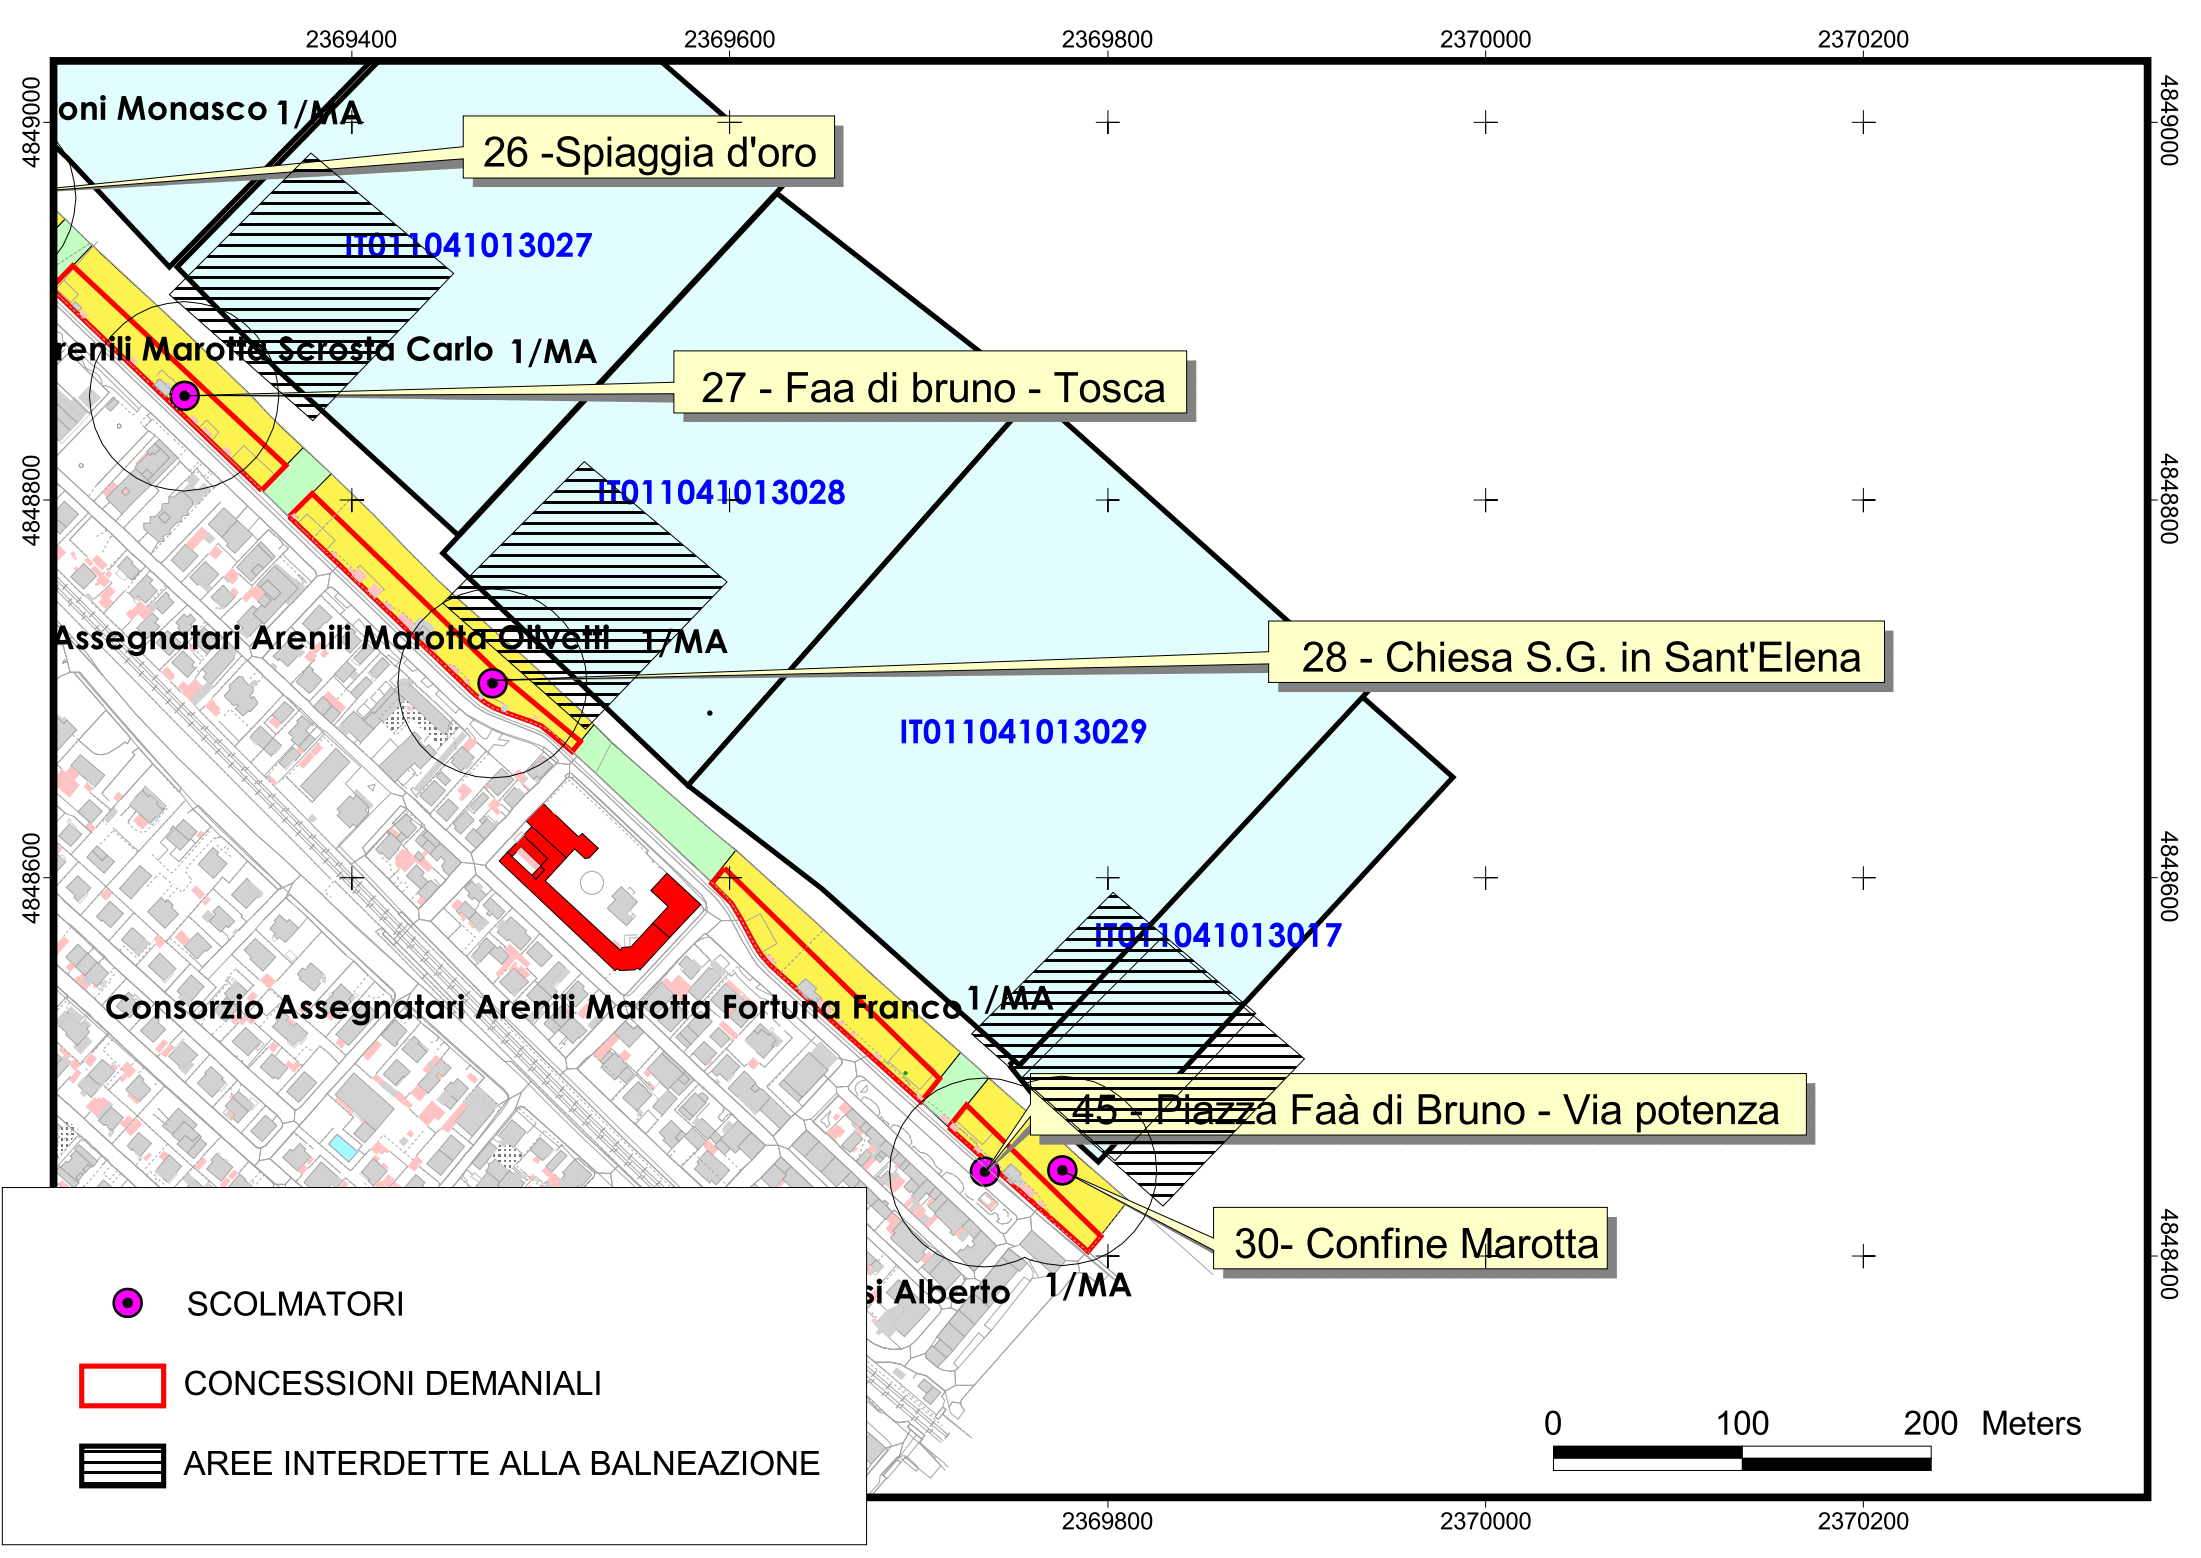 2369400 2369600 2369800 2370000 2370200
4849000 4849000
oni Monasco 1/MA
26 -Spiaggia d'oro
IT011041013027
renili Marotta Scrosta Carlo 1/MA
27 - Faa di bruno - Tosca
4848800 4848800
IT011041013028
Assegnatari Arenili Marotta Olivetti 1/MA
28 - Chiesa S.G. in Sant'Elena
IT011041013029
4848600 4848600
IT011041013017
Consorzio Assegnatari Arenili Marotta Fortuna Franco 1/MA
45 - Piazza Faà di Bruno - Via potenza
30- Confine Marotta
4848400
si Alberto 1/MA
SCOLMATORI
CONCESSIONI DEMANIALI
AREE INTERDETTE ALLA BALNEAZIONE
0 100 200 Meters
2369800 2370000 2370200